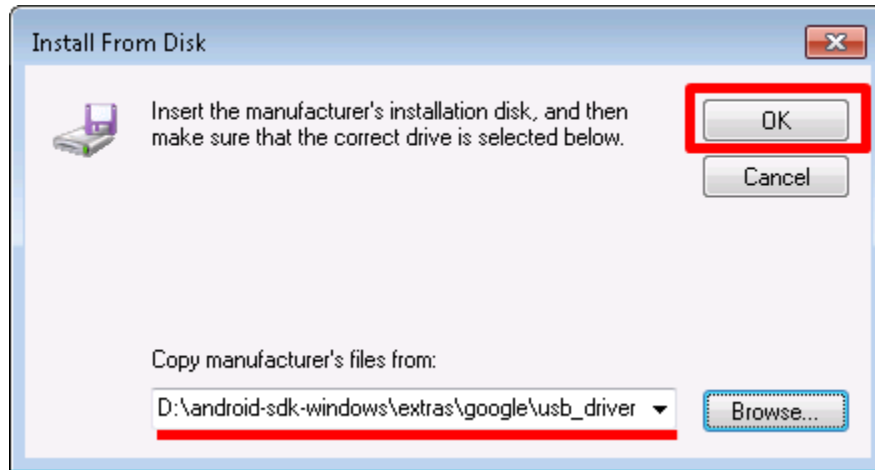 Install From Disk
Insert the manufacturer's installation disk, and then
make sure that the correct drive is selected below.
OK
Cancel
Copy manufacturer's files from:
D:\android-sdk-windows\extras\google\usb_driver
Browse...